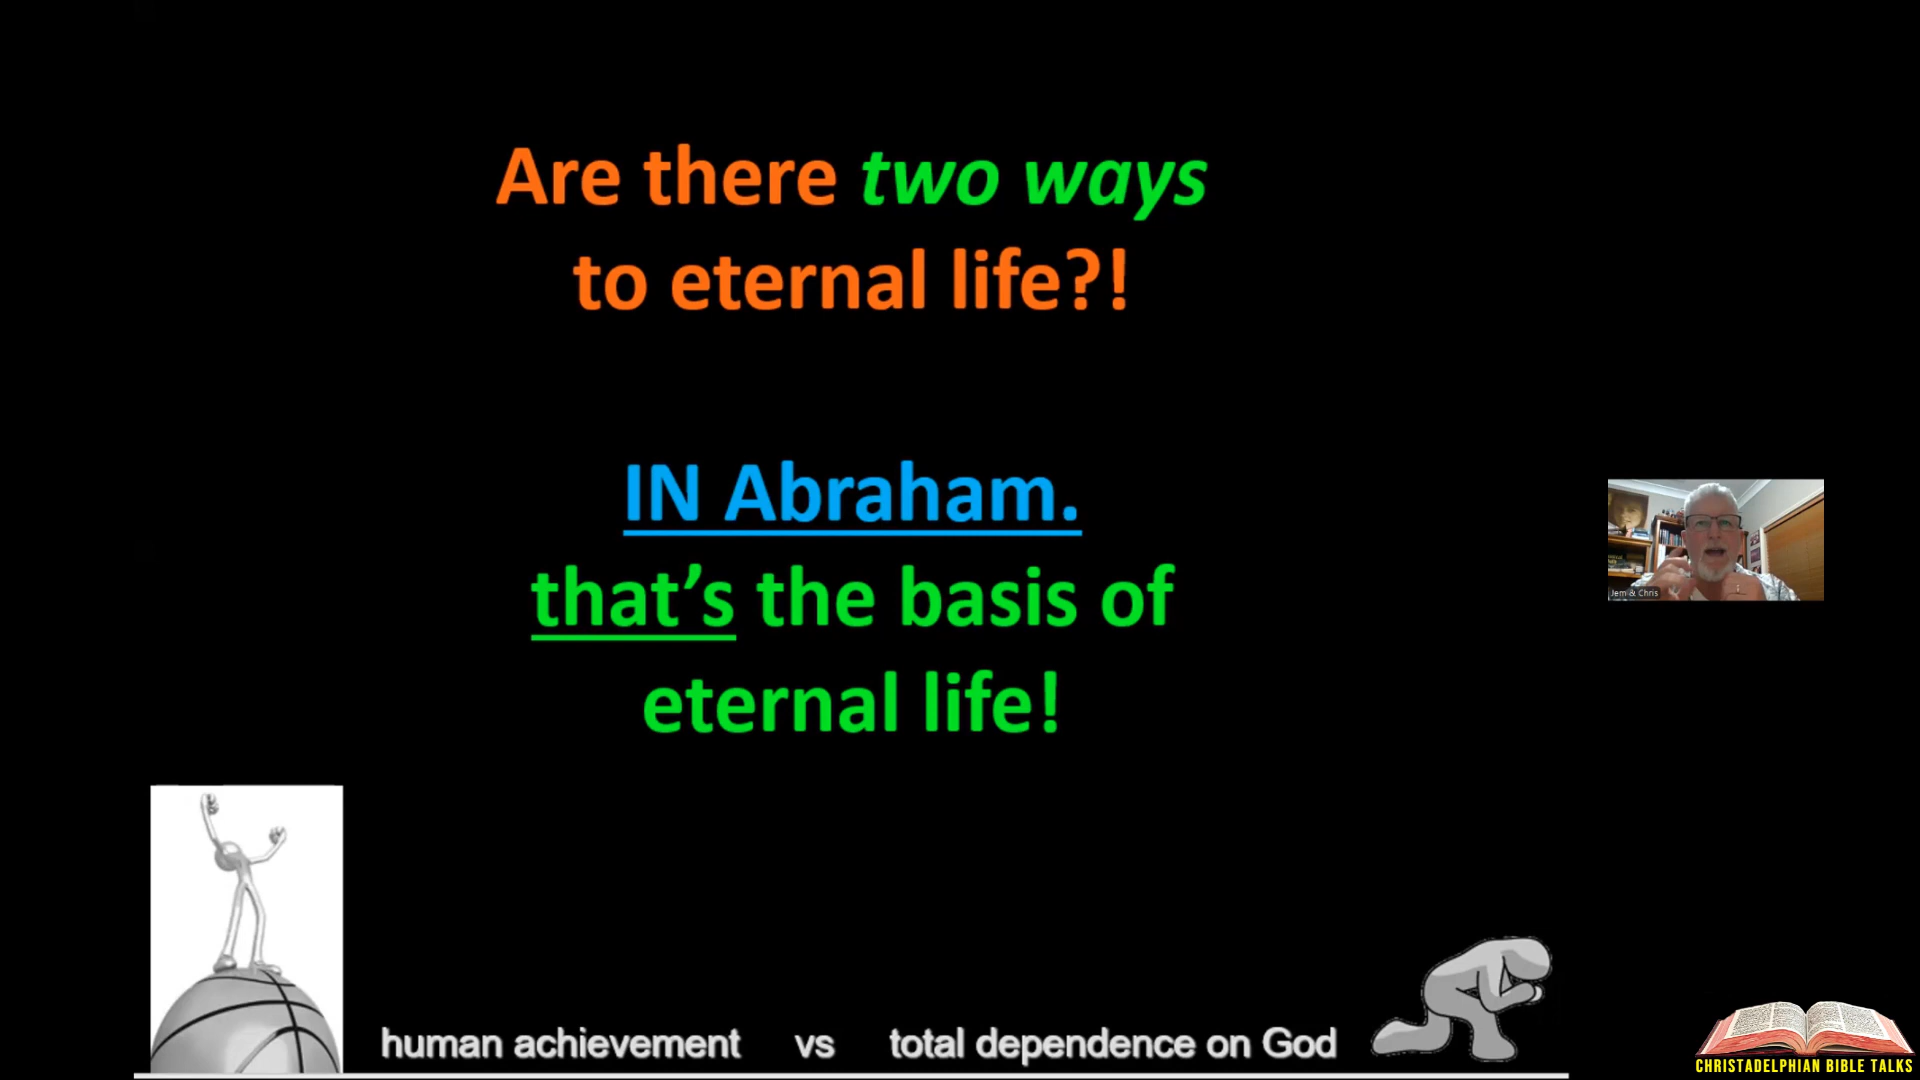 Are there two ways
to eternal life?!
IN Abraham.
that's the basis of
eternal life!
Jem & Chris
human achievement vs total dependence on God
CHRISTADELPHIAN BIBLE TALKS